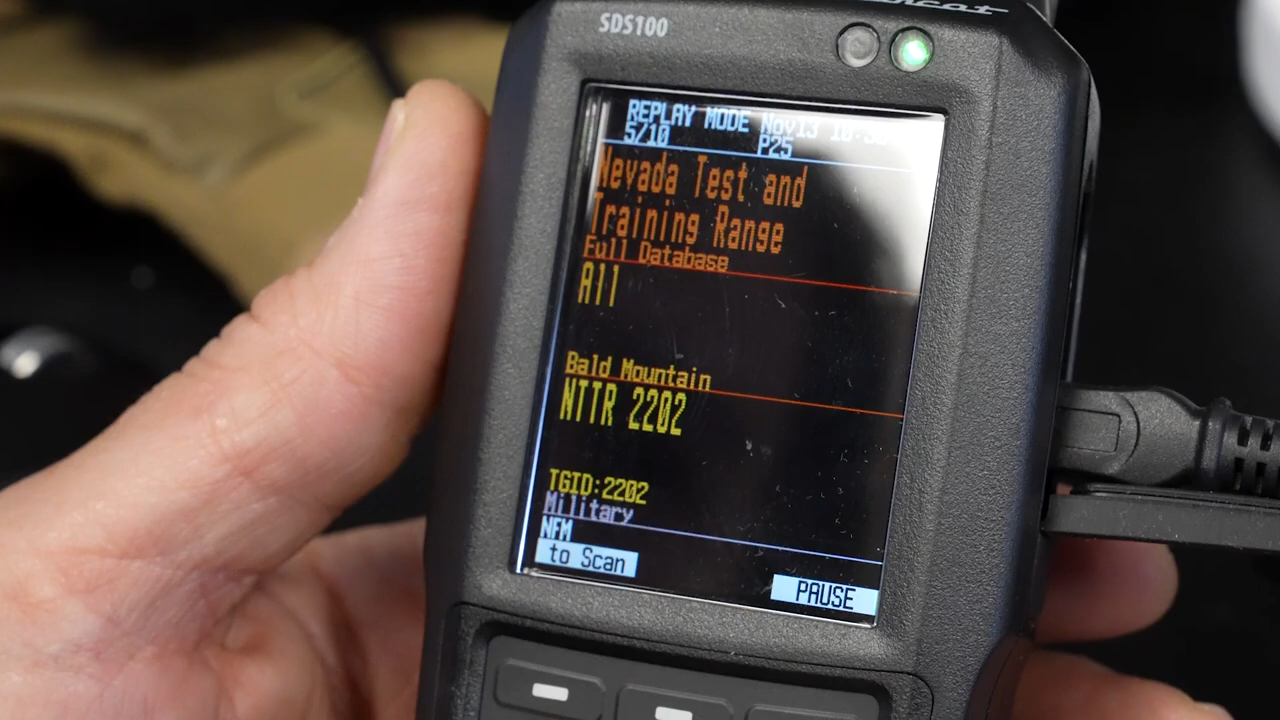 SDS100
REPLAY MODE Nov13
5/10 P25
Nevada Test and
Training Range
Full Database
All
Bald Mountain
NTTR 2202
TGID:2202
Military
NFM
to Scan
PAUSE